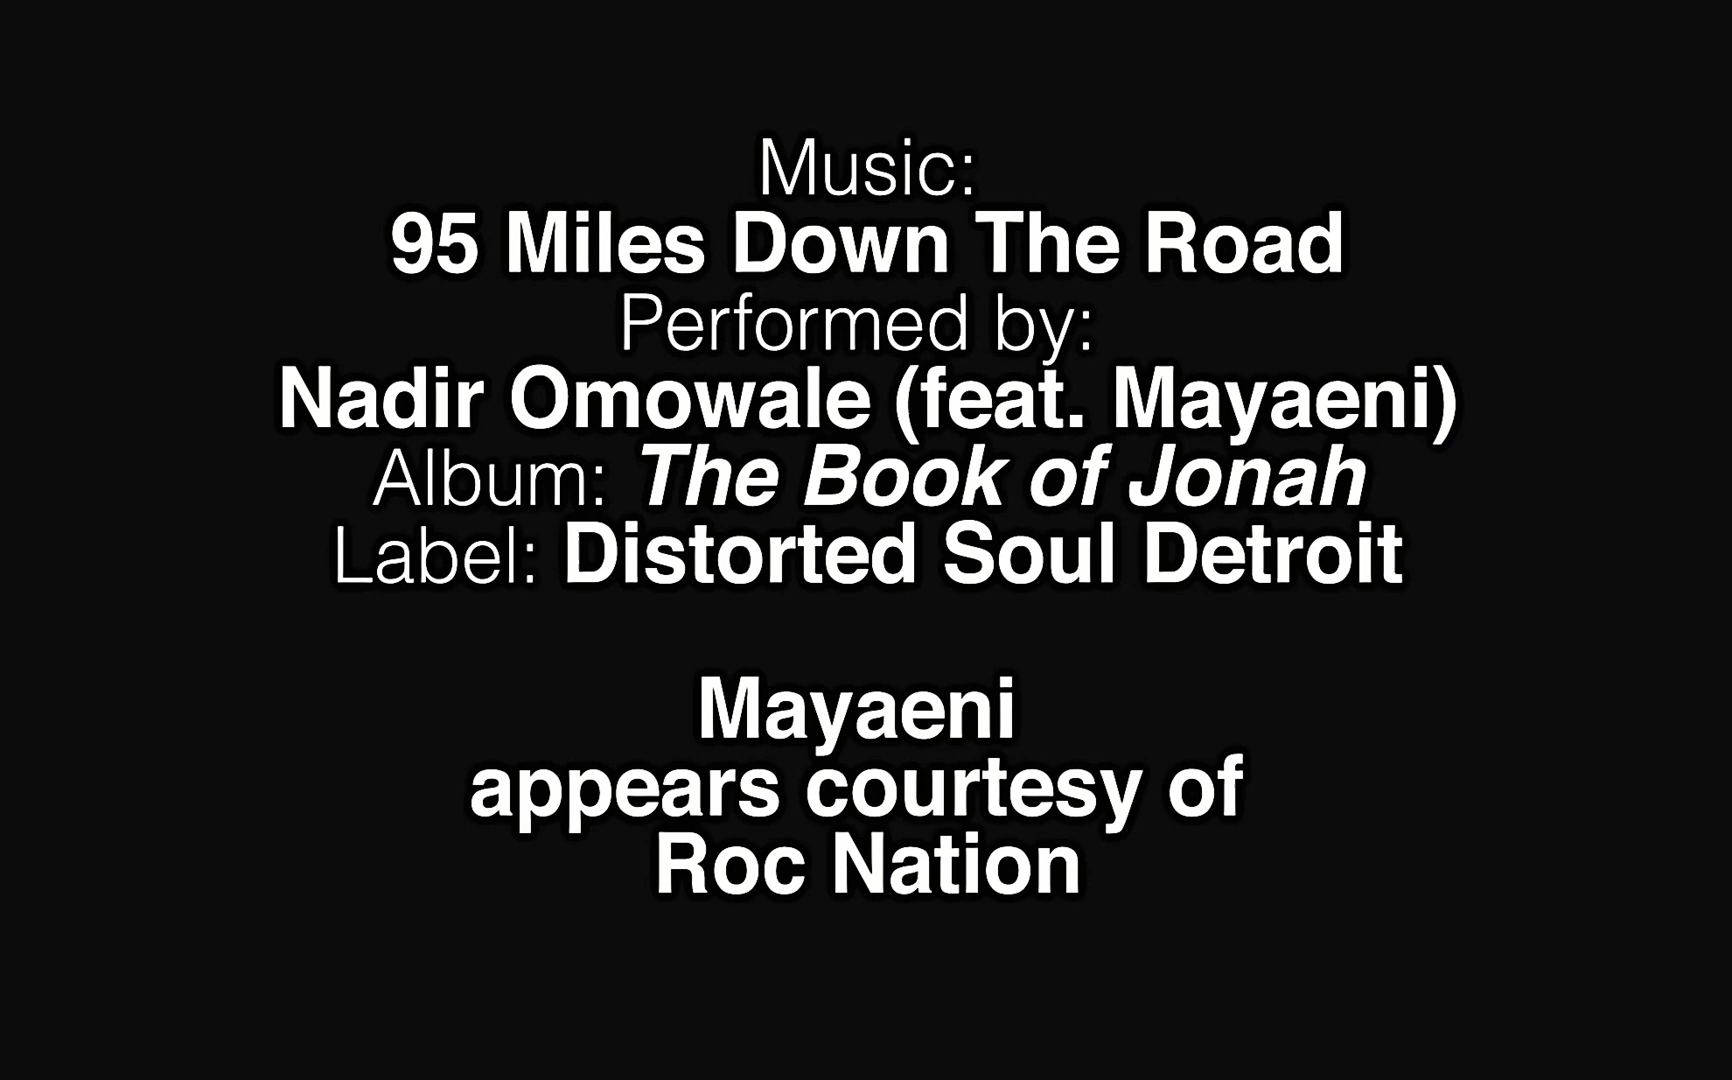 Music:
95 Miles Down The Road
Performed by:
Nadir Omowale (feat. Mayaeni)
Album: The Book of Jonah
Label: Distorted Soul Detroit
Mayaeni
appears courtesy of
Roc Nation